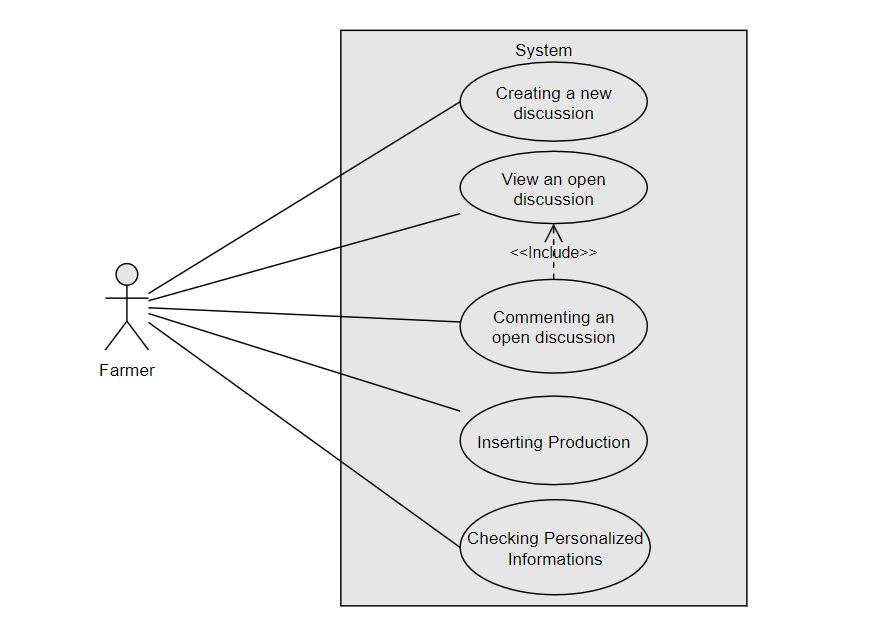 System
Creating a new
discussion
View an open
discussion
<<Include>>
Commenting an
open discussion
Farmer
Inserting Production
Checking Personalized
Informations